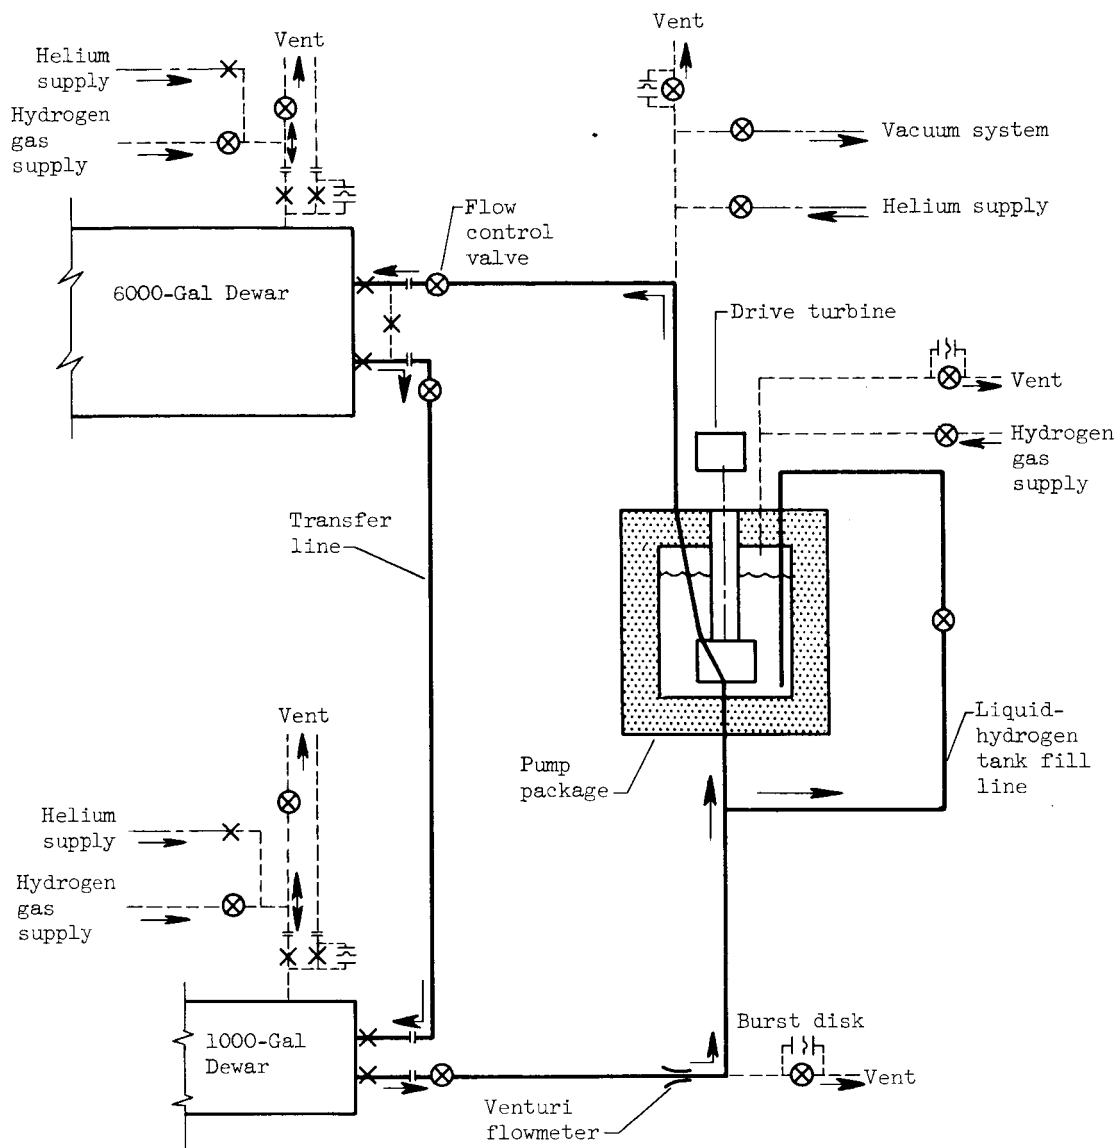 Vent
Helium
supply
Hydrogen
gas
supply
Vent
Vacuum system
Helium supply
Flow
control
valve
6000-Gal Dewar
Drive turbine
Vent
Hydrogen
gas
supply
Transfer
line
Liquid-
hydrogen
tank fill
line
Pump
package
Vent
Helium
supply
Hydrogen
gas
supply
1000-Gal
Dewar
Burst disk
Vent
Venturi
flowmeter